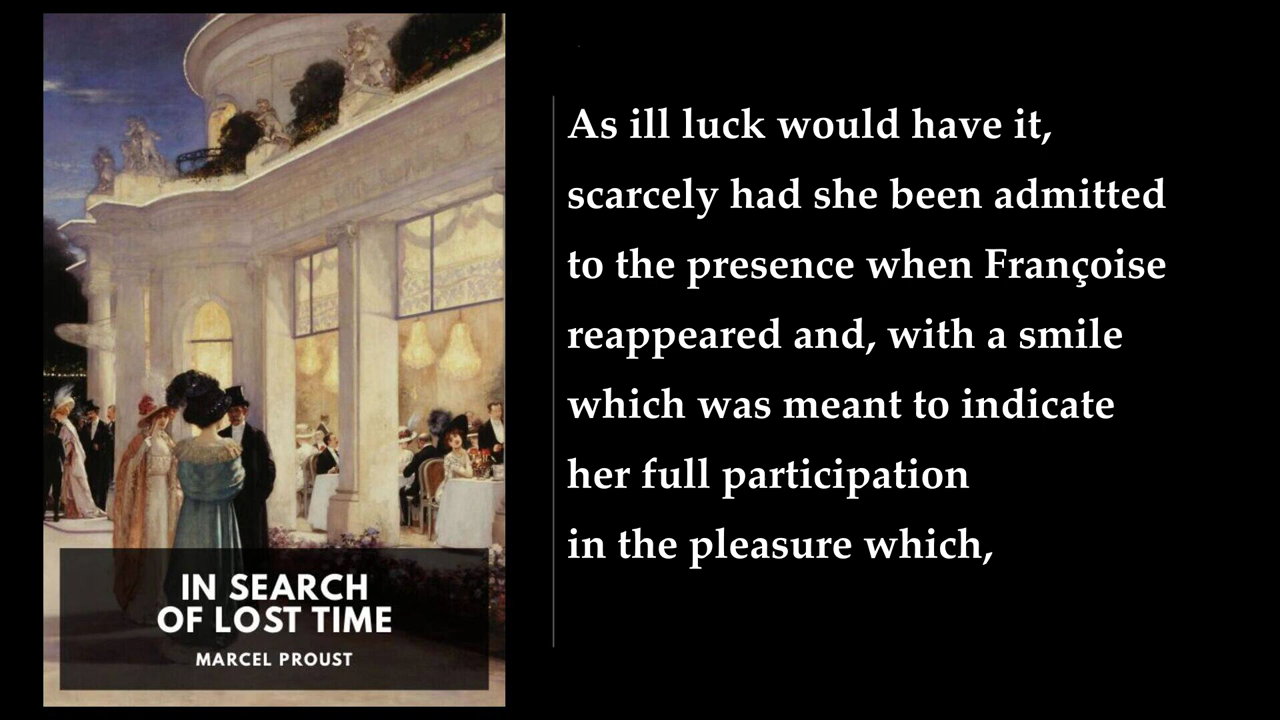 IN SEARCH
OF LOST TIME
MARCEL PROUST
As ill luck would have it,
scarcely had she been admitted
to the presence when Françoise
reappeared and, with a smile
which was meant to indicate
her full participation
in the pleasure which,